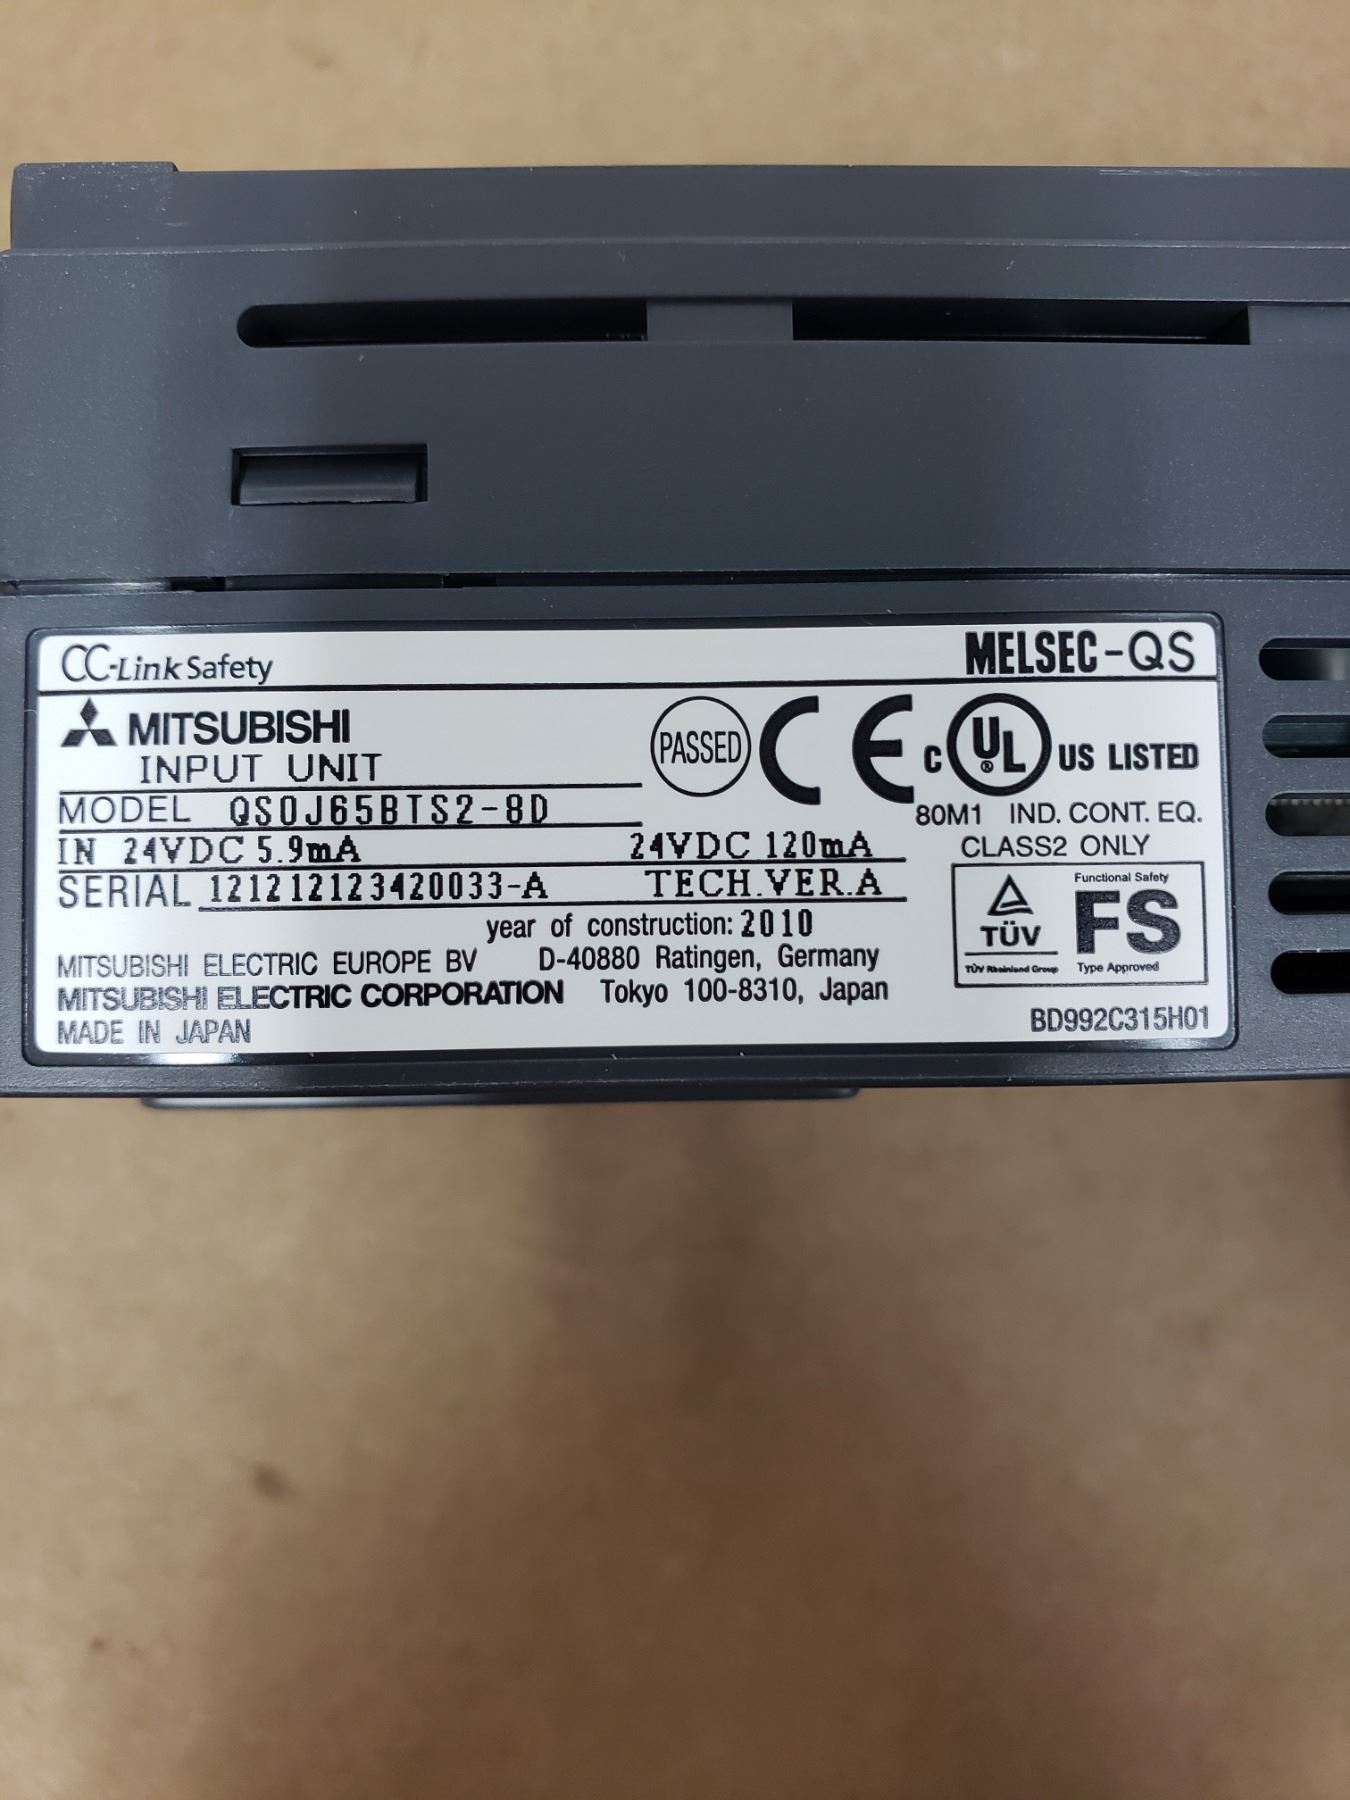 CC-Link Safety MELSEC-QS
MITSUBISHI
INPUT UNIT
PASSED CE C UL ® US LISTED
MODEL QS0J65BTS2-8D
80M1 IND. CONT. EQ.
IN 24VDC 5.9mA 24VDC 120mA
CLASS2 ONLY
SERIAL 121212123420033-A TECH.VER.A
year of construction: 2010
MITSUBISHI ELECTRIC EUROPE BV D-40880 Ratingen, Germany
MITSUBISHI ELECTRIC CORPORATION Tokyo 100-8310, Japan
MADE IN JAPAN
Functional Safety
TÜV FS
TÜV Rheinland Group Type Approved
BD992C315H01